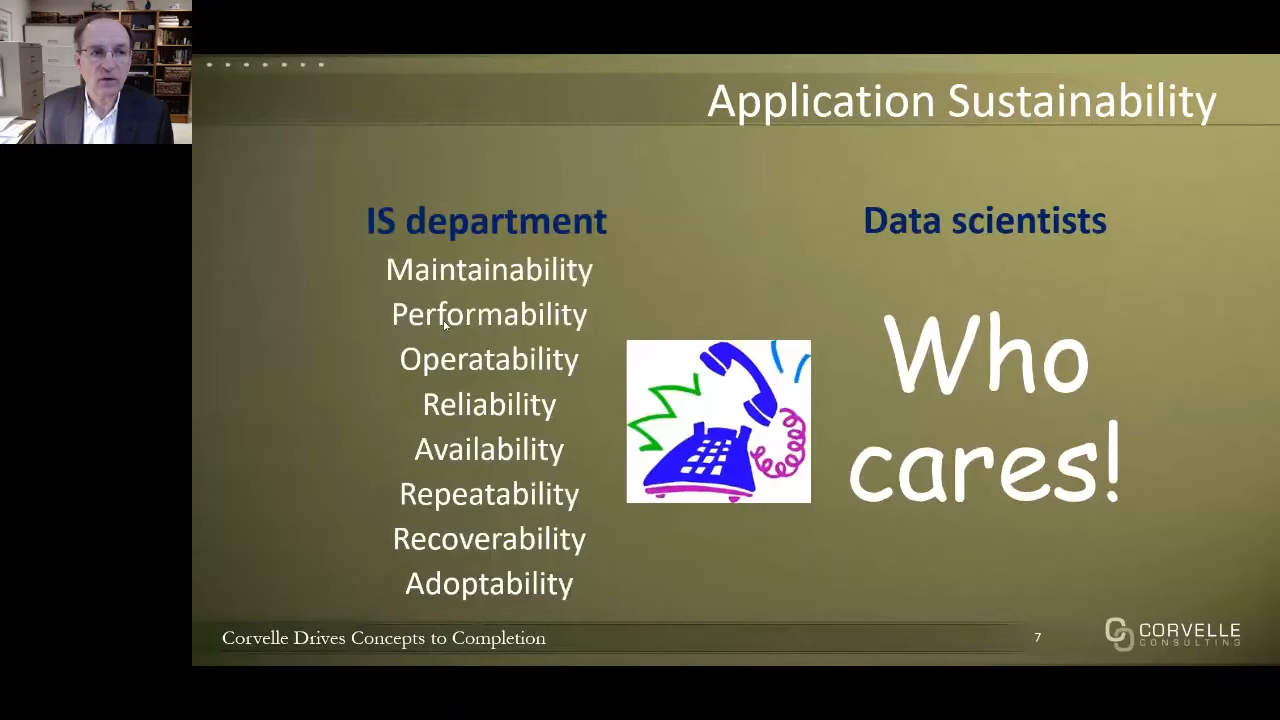 Application Sustainability
IS department
Maintainability
Performability
Operatability
Reliability
Availability
Repeatability
Recoverability
Adoptability
Data scientists
Who
cares!
Corvelle Drives Concepts to Completion
7
CORVELLE
CONSULTING